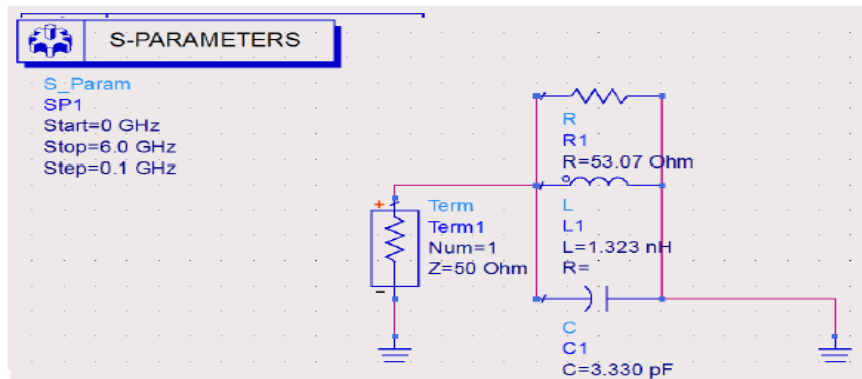 S-PARAMETERS
S_Param
SP1
Start=0 GHz
Stop=6.0 GHz
Step=0.1 GHz
R
R1
R=53.07 Ohm
+
Term
Term1
Num=1
Z=50 Ohm
-
L
L1
L=1.323 nH
R=
C
C1
C=3.330 pF